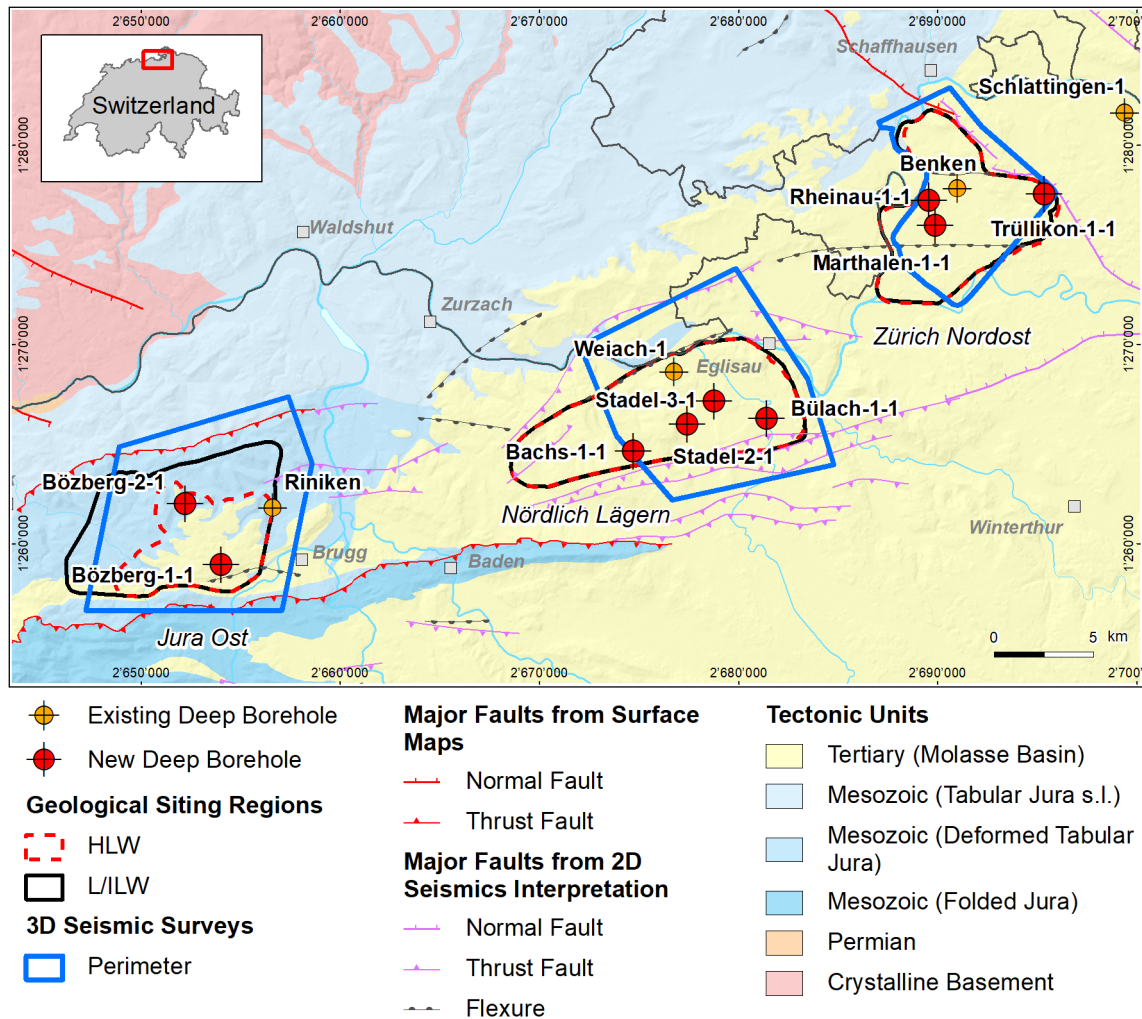 2'650'000
2'660'000
2'670'000
2'680'000
2'690'000
2'700'000
Switzerland
Schaffhausen
Schlattingen-1
1'280'000
1'280'000
Benken
Rheinau-1-1
Trüllikon-1-1
Waldshut
Marthalen-1-1
Zurzach
Zürich Nordost
1'270'000
1'270'000
Weiach-1
Eglisau
Stadel-3-1
Bülach-1-1
Bachs-1-1
Stadel-2-1
Bözberg-2-1
Riniken
Nördlich Lägern
Winterthur
1'260'000
1'260'000
Brugg
Baden
Bözberg-1-1
Jura Ost
0 5 km
2'650'000
2'660'000
2'670'000
2'680'000
2'690'000
2'700
Existing Deep Borehole
New Deep Borehole
Geological Siting Regions
HLW
L/ILW
3D Seismic Surveys
Perimeter
Major Faults from Surface
Maps
Normal Fault
Thrust Fault
Major Faults from 2D
Seismics Interpretation
Normal Fault
Thrust Fault
Flexure
Tectonic Units
Tertiary (Molasse Basin)
Mesozoic (Tabular Jura s.l.)
Mesozoic (Deformed Tabular
Jura)
Mesozoic (Folded Jura)
Permian
Crystalline Basement